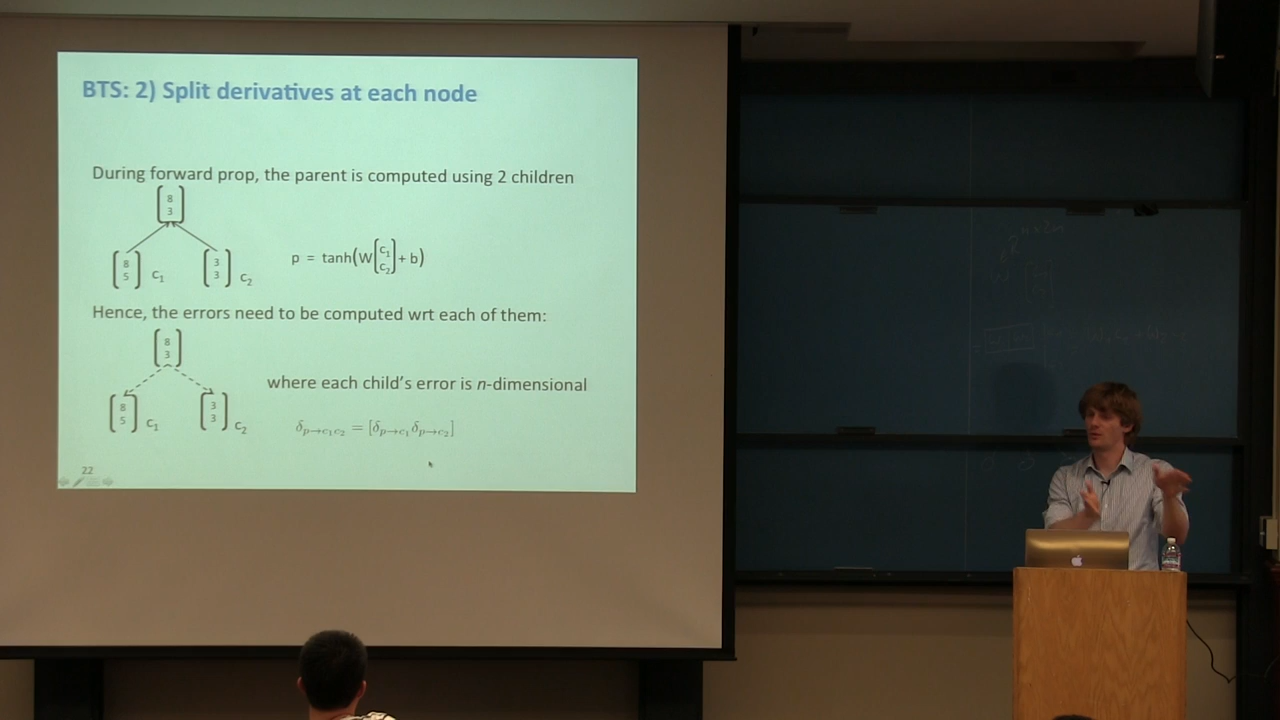 BTS: 2) Split derivatives at each node
During forward prop, the parent is computed using 2 children
[8 3]
[8 5] c₁ [3 3] c₂ p = tanh(W[c₁ c₂] + b)
Hence, the errors need to be computed wrt each of them:
[8 3]
where each child's error is n-dimensional
[8 5] c₁ [3 3] c₂ δp→c₁c₂ = [δp→c₁δp→c₂]
22